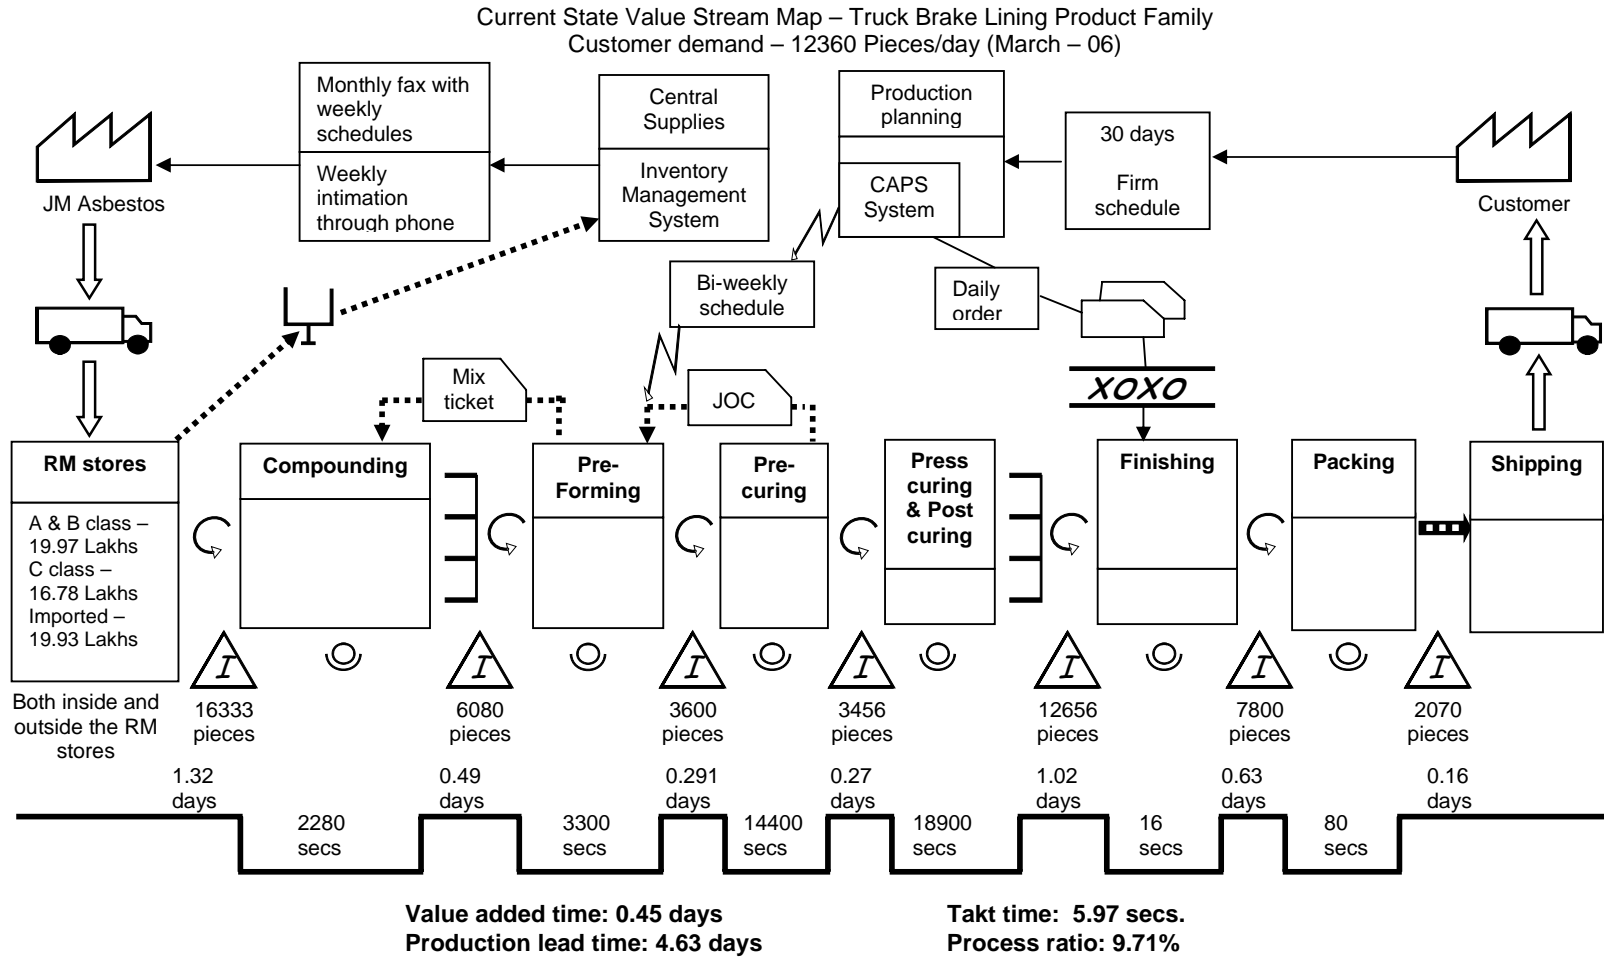 Current State Value Stream Map – Truck Brake Lining Product Family
Customer demand – 12360 Pieces/day (March – 06)
Monthly fax with
weekly
schedules
Weekly
intimation
through phone
Central
Supplies
Inventory
Management
System
Production
planning
CAPS
System
30 days
Firm
schedule
JM Asbestos
Customer
Bi-weekly
schedule
Daily
order
Mix
ticket
JOC
XOXO
RM stores
A & B class –
19.97 Lakhs
C class –
16.78 Lakhs
Imported –
19.93 Lakhs
Both inside and
outside the RM
stores
Compounding
Pre-
Forming
Pre-
curing
Press
curing
& Post
curing
Finishing
Packing
Shipping
I
I
I
I
I
I
I
16333
pieces
6080
pieces
3600
pieces
3456
pieces
12656
pieces
7800
pieces
2070
pieces
1.32
days
0.49
days
0.291
days
0.27
days
1.02
days
0.63
days
0.16
days
2280
secs
3300
secs
14400
secs
18900
secs
16
secs
80
secs
Value added time: 0.45 days
Production lead time: 4.63 days
Takt time:  5.97 secs.
Process ratio: 9.71%